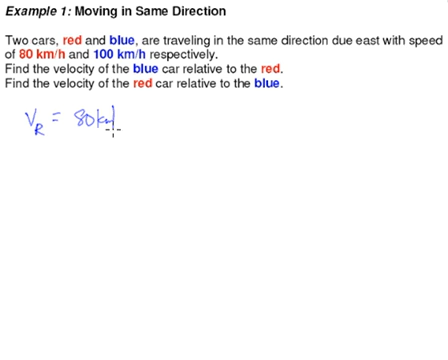 Example 1: Moving in Same Direction
Two cars, red and blue, are traveling in the same direction due east with speed
of 80 km/h and 100 km/h respectively.
Find the velocity of the blue car relative to the red.
Find the velocity of the red car relative to the blue.
V_R = 80 km/